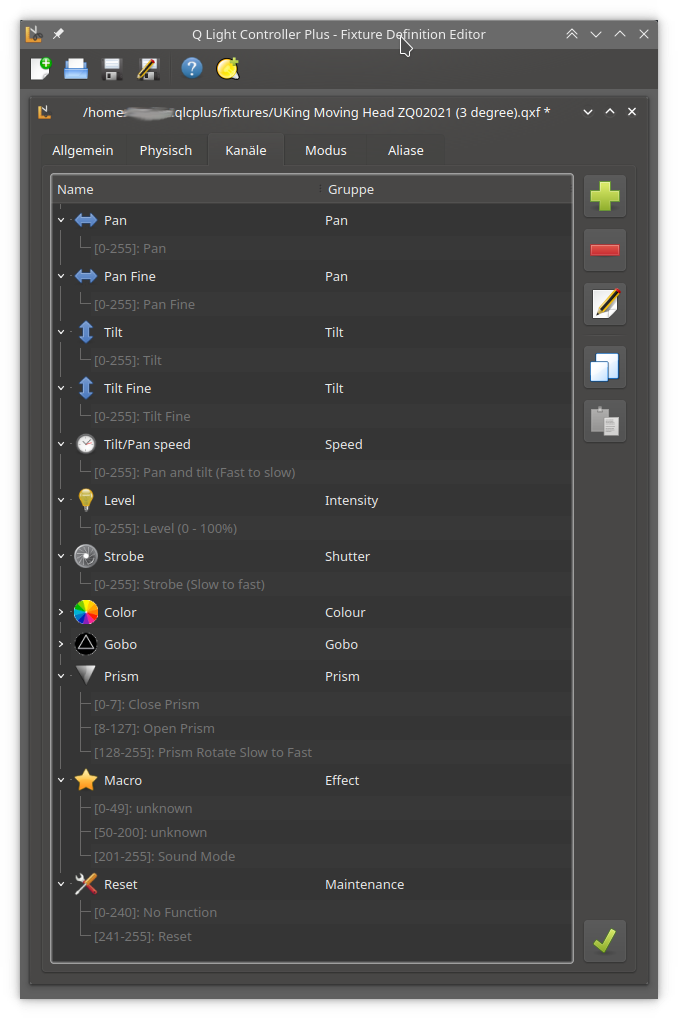 Q Light Controller Plus - Fixture Definition Editor
/home qlcplus/fixtures/UKing Moving Head ZQ02021 (3 degree).qxf *
Allgemein Physisch Kanäle Modus Aliase
Name Gruppe
Pan Pan
[0-255]: Pan
Pan Fine Pan
[0-255]: Pan Fine
Tilt Tilt
[0-255]: Tilt
Tilt Fine Tilt
[0-255]: Tilt Fine
Tilt/Pan speed Speed
[0-255]: Pan and tilt (Fast to slow)
Level Intensity
[0-255]: Level (0 - 100%)
Strobe Shutter
[0-255]: Strobe (Slow to fast)
Color Colour
Gobo Gobo
Prism Prism
[0-7]: Close Prism
[8-127]: Open Prism
[128-255]: Prism Rotate Slow to Fast
Macro Effect
[0-49]: unknown
[50-200]: unknown
[201-255]: Sound Mode
Reset Maintenance
[0-240]: No Function
[241-255]: Reset